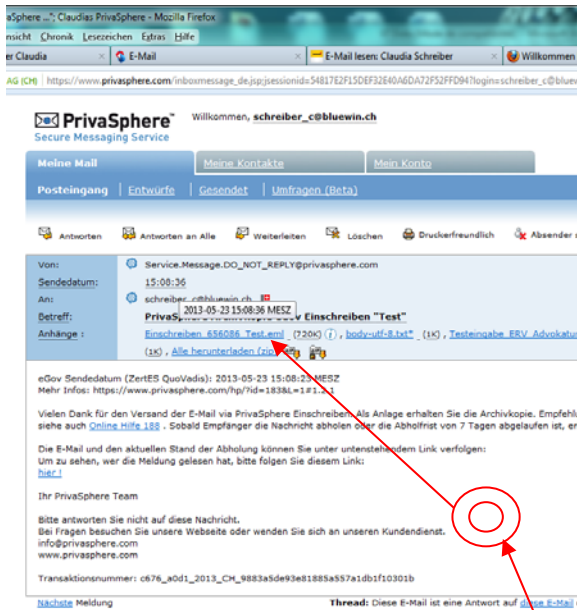 aSphere ...": Claudias PrivaSphere - Mozilla Firefox
nsicht Chronik Lesezeichen Extras Hilfe
er Claudia E-Mail E-Mail lesen: Claudia Schreiber Willkommen
AG (CH) https://www.privasphere.com/inboxmessage_de.jsp;jsessionid=54817E2F15DEF32E40A6DA72F52FFD94?login=schreiber_c@bluew
PrivaSphere™ Willkommen, schreiber_c@bluewin.ch
Secure Messaging Service
Meine Mail Meine Kontakte Mein Konto
Posteingang Entwürfe Gesendet Umfragen (Beta)
Antworten Antworten an Alle Weiterleiten Löschen Druckerfreundlich Absender
Von: Service.Message.DO_NOT_REPLY@privasphere.com
Sendedatum: 15:08:36
An: schreiber_c@bluewin.ch
2013-05-23 15:08:36 MESZ
Betreff: Einschreiben "Test"
Anhänge : Einschreiben_656086_Test.eml (720K) (i) , body-utf-8.txt* (1K) , Testeingabe_ERV_Advokatu
(1K) , Alle herunterladen (zip)
eGov Sendedatum (ZertES QuoVadis): 2013-05-23 15:08:23 MESZ
Mehr Infos: https://www.privasphere.com/hp/?id=1838&L=1#1.2.1
Vielen Dank für den Versand der E-Mail via PrivaSphere Einschreiben. Als Anlage erhalten Sie die Archivkopie. Empfehl
siehe auch Online Hilfe 188 . Sobald Empfänger die Nachricht abholen oder die Abholfrist von 7 Tagen abgelaufen ist, er
Die E-Mail und den aktuellen Stand der Abholung können Sie unter untenstehendem Link verfolgen:
Um zu sehen, wer die Meldung gelesen hat, bitte folgen Sie diesem Link:
hier !
Ihr PrivaSphere Team
Bitte antworten Sie nicht auf diese Nachricht.
Bei Fragen besuchen Sie unsere Webseite oder wenden Sie sich an unseren Kundendienst.
info@privasphere.com
www.privasphere.com
Transaktionsnummer: c676_a0d1_2013_CH_9883a5de93e81885a557a1db1f10301b
Nächste Meldung Thread: Diese E-Mail ist eine Antwort auf diese E-Mail